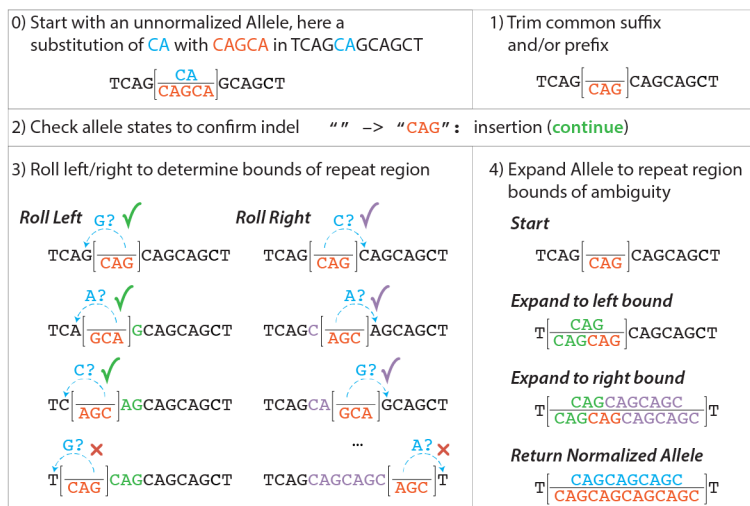 0) Start with an unnormalized Allele, here a
substitution of CA with CAGCA in TCAGCAGCAGCT
CA
TCAG[CAGCA]GCAGCT
1) Trim common suffix
and/or prefix
TCAG[CAG]CAGCAGCT
2) Check allele states to confirm indel "" –> "CAG": insertion (continue)
3) Roll left/right to determine bounds of repeat region
Roll Left
G? ✓
TCAG[CAG]CAGCAGCT
A? ✓
TCA[GCA]GCAGCAGCT
C? ✓
TC[AGC]AGCAGCAGCT
G? ×
T[CAG]CAGCAGCAGCT
Roll Right
C? ✓
TCAG[CAG]CAGCAGCT
A? ✓
TCAGC[AGC]AGCAGCT
G? ✓
TCAGCA[GCA]GCAGCT
... A? ×
TCAGCAGCAGC[AGC]T
4) Expand Allele to repeat region
bounds of ambiguity
Start
TCAG[CAG]CAGCAGCT
Expand to left bound
CAG
T[CAGCAG]CAGCAGCT
Expand to right bound
CAGCAGCAGC
T[CAGCAGCAGCAGC]T
Return Normalized Allele
CAGCAGCAGC
T[CAGCAGCAGCAGC]T